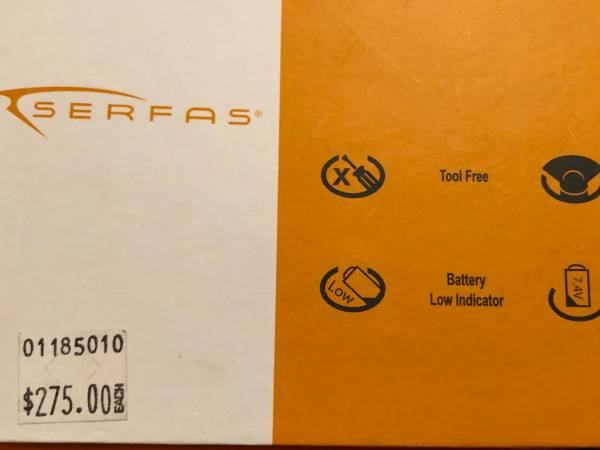 SERFAS®
X
Tool Free
LOW
Battery
Low Indicator
7.4V
01185010
$275.00 EACH